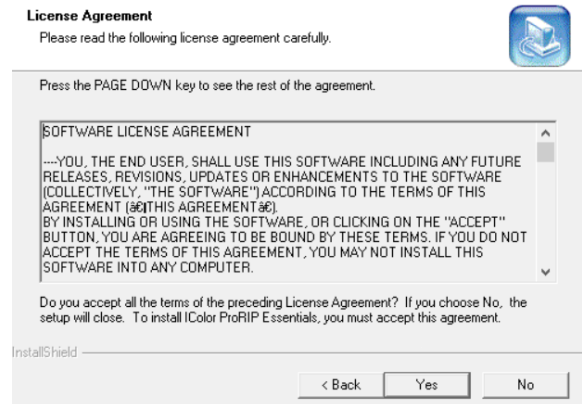 License Agreement
Please read the following license agreement carefully.
Press the PAGE DOWN key to see the rest of the agreement.
SOFTWARE LICENSE AGREEMENT
----YOU, THE END USER, SHALL USE THIS SOFTWARE INCLUDING ANY FUTURE
RELEASES, REVISIONS, UPDATES OR ENHANCEMENTS TO THE SOFTWARE
(COLLECTIVELY, "THE SOFTWARE") ACCORDING TO THE TERMS OF THIS
AGREEMENT (â€¦THIS AGREEMENTâ€).
BY INSTALLING OR USING THE SOFTWARE, OR CLICKING ON THE "ACCEPT"
BUTTON, YOU ARE AGREEING TO BE BOUND BY THESE TERMS. IF YOU DO NOT
ACCEPT THE TERMS OF THIS AGREEMENT, YOU MAY NOT INSTALL THIS
SOFTWARE INTO ANY COMPUTER.
Do you accept all the terms of the preceding License Agreement? If you choose No, the
setup will close. To install IColor ProRIP Essentials, you must accept this agreement.
InstallShield
< Back Yes No